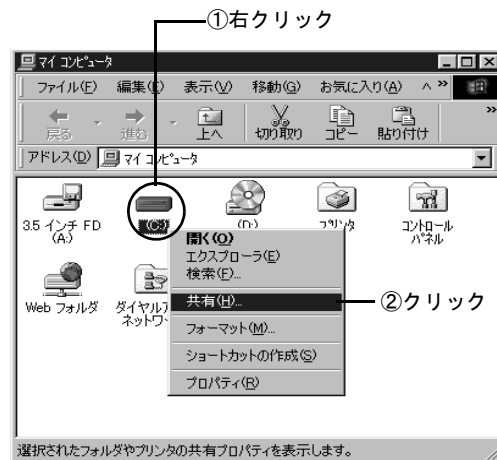 ①右クリック
マイ コンピュータ
ファイル(F) 編集(E) 表示(V) 移動(G) お気に入り(A) ^ »
戻る 進む 上へ 切り取り コピー 貼り付け »
アドレス(D) マイ コンピュータ
3.5 インチ FD (A:)
(C:)
(D:)
プリンタ
コントロール パネル
Web フォルダ
ダイヤルア
ネットワ
開く(O)
エクスプローラ(E)
検索(F)...
共有(H)...
②クリック
フォーマット(M)...
ショートカットの作成(S)
プロパティ(R)
選択されたフォルダやプリンタの共有プロパティを表示します。